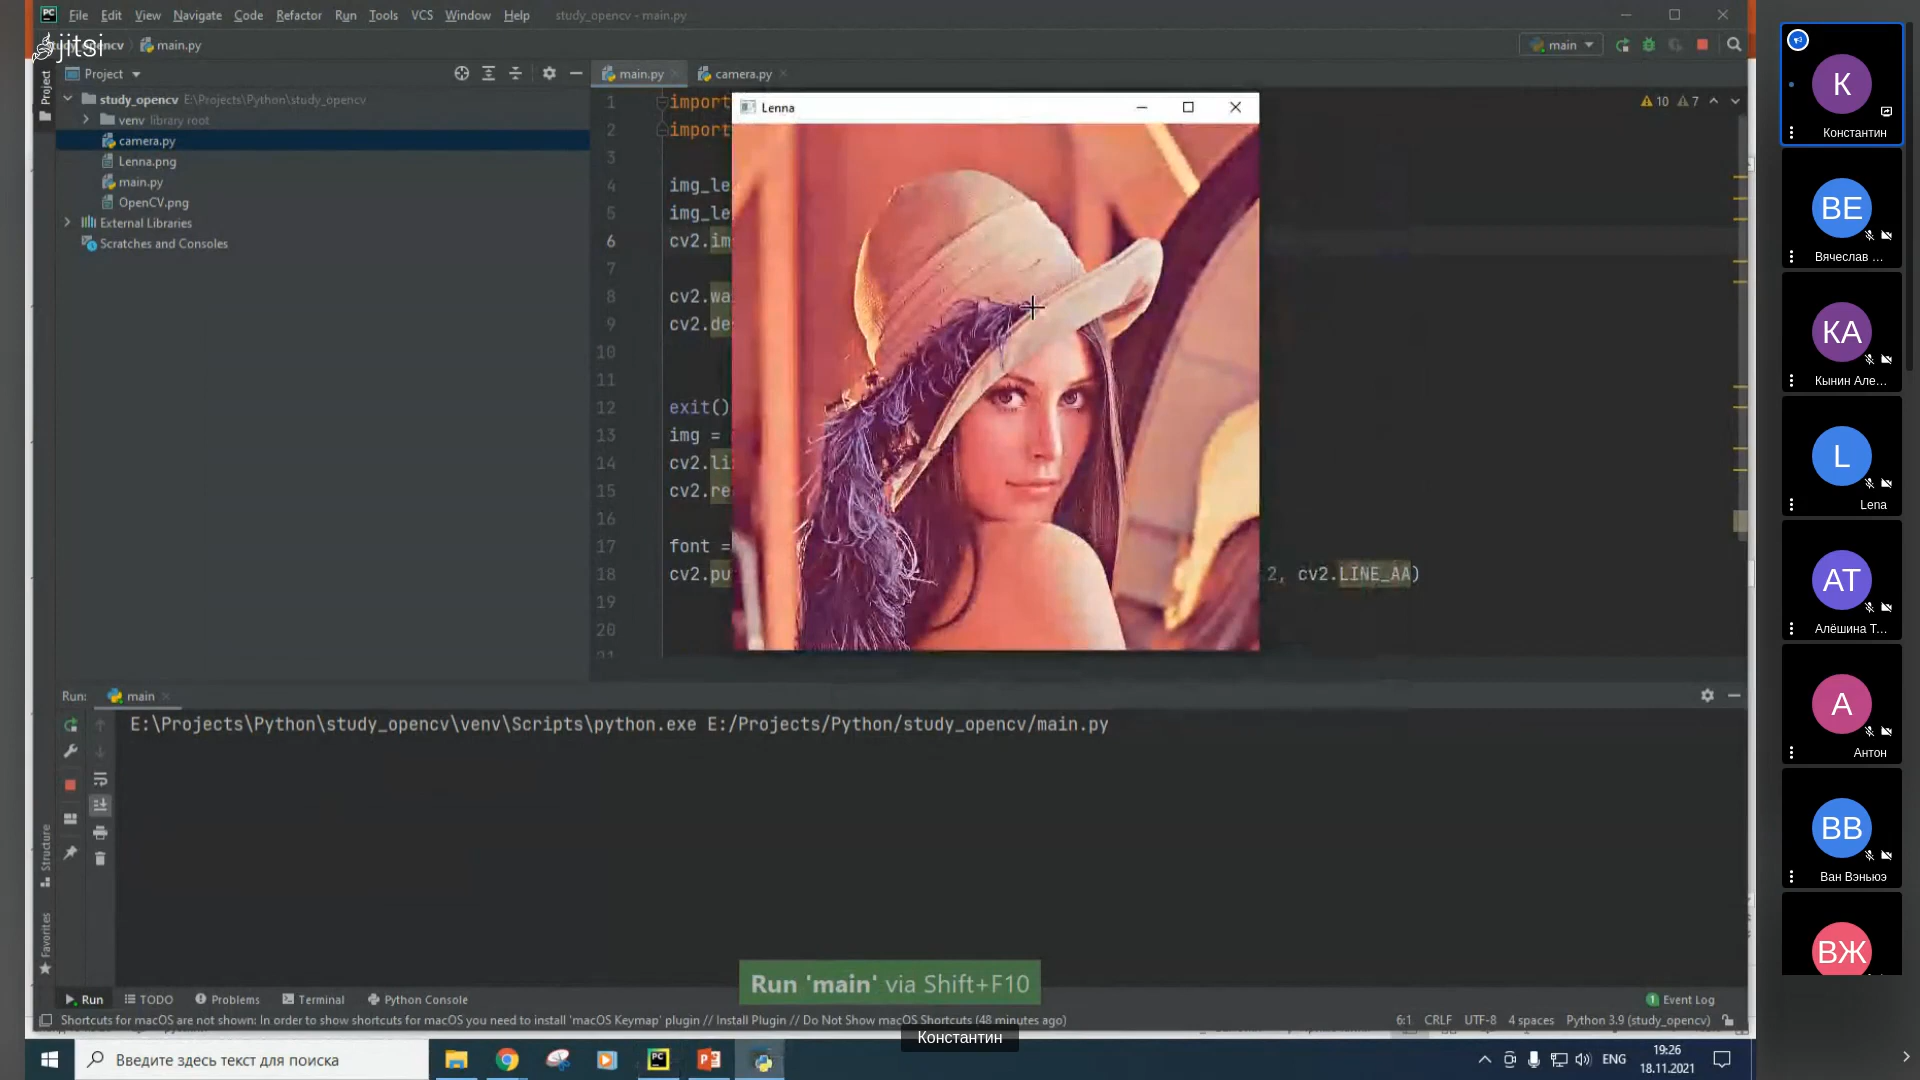 File Edit View Navigate Code Refactor Run Tools VCS Window Help study_opencv - main.py
jitsi
main.py
main
Project
Project
main.py
camera.py
study_opencv E:\Projects\Python\study_opencv
venv library root
camera.py
Lenna.png
main.py
OpenCV.png
External Libraries
Scratches and Consoles
Lenna
10 7
1 import
2 import
3
4 img_le
5 img_le
6 cv2.im
7
8 cv2.wa
9 cv2.de
10
11
12 exit()
13 img =
14 cv2.li
15 cv2.re
16
17 font =
18 cv2.pu 2, cv2.LINE_AA)
19
20
21
Run: main
E:\Projects\Python\study_opencv\venv\Scripts\python.exe E:/Projects/Python/study_opencv/main.py
Structure
Favorites
Run 'main' via Shift+F10
Run TODO Problems Terminal Python Console
1 Event Log
Shortcuts for macOS are not shown: In order to show shortcuts for macOS you need to install 'macOS Keymap' plugin // Install Plugin // Do Not Show macOS Shortcuts (48 minutes ago)
6:1 CRLF UTF-8 4 spaces Python 3.9 (study_opencv)
Константин
Введите здесь текст для поиска
PC
ENG
19:26
18.11.2021
К
Константин
ВЕ
Вячеслав ...
КА
Кынин Але...
L
Lena
АТ
Алёшина Т...
А
Антон
ВВ
Ван Вэньюэ
ВЖ